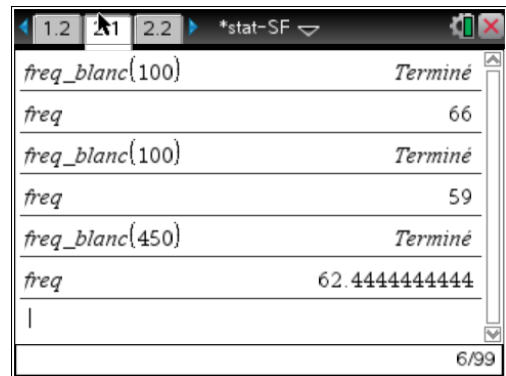 1.2 2.1 2.2 *stat-SF
freq_blanc(100) Terminé
freq 66
freq_blanc(100) Terminé
freq 59
freq_blanc(450) Terminé
freq 62.4444444444
6/99